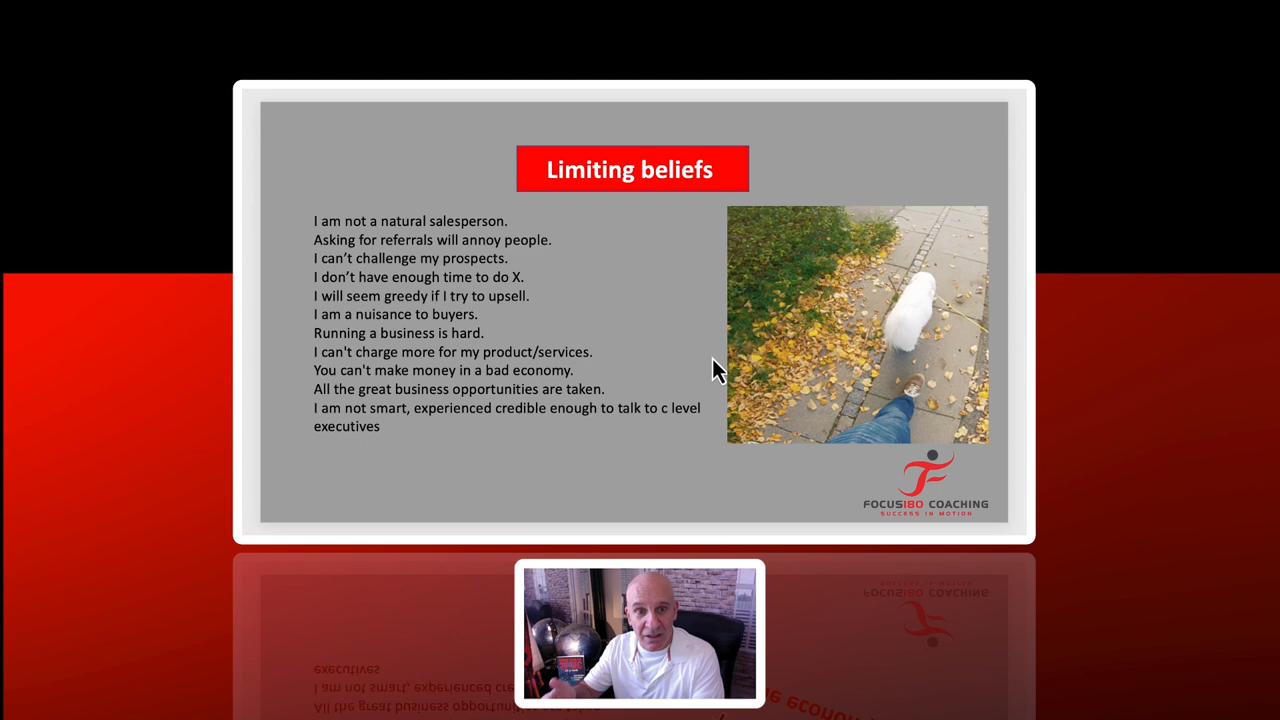 Limiting beliefs
I am not a natural salesperson.
Asking for referrals will annoy people.
I can’t challenge my prospects.
I don’t have enough time to do X.
I will seem greedy if I try to upsell.
I am a nuisance to buyers.
Running a business is hard.
I can't charge more for my product/services.
You can't make money in a bad economy.
All the great business opportunities are taken.
I am not smart, experienced credible enough to talk to c level
executives
FOCUS180 COACHING
SUCCESS IN MOTION